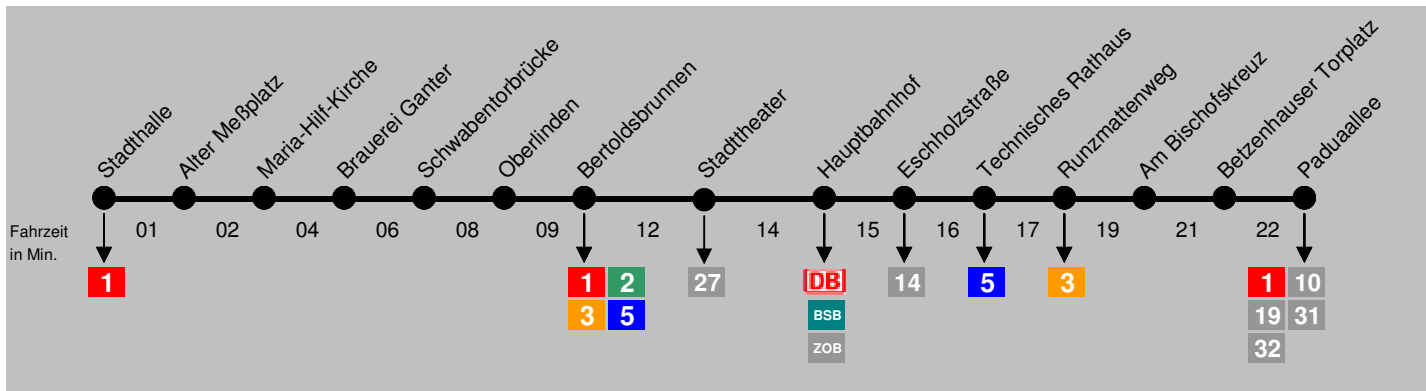 Stadthalle
Alter Meßplatz
Maria-Hilf-Kirche
Brauerei Ganter
Schwabentorbrücke
Oberlinden
Bertoldsbrunnen
Stadttheater
Hauptbahnhof
Eschholzstraße
Technisches Rathaus
Runzmattenweg
Am Bischofskreuz
Betzenhauser Torplatz
Paduaallee
Fahrzeit 01 02 04 06 08 09 12 14 15 16 17 19 21 22
in Min.
1 1 2 27 DB 14 5 3 1 10
3 5 BSB 19 31
ZOB 32